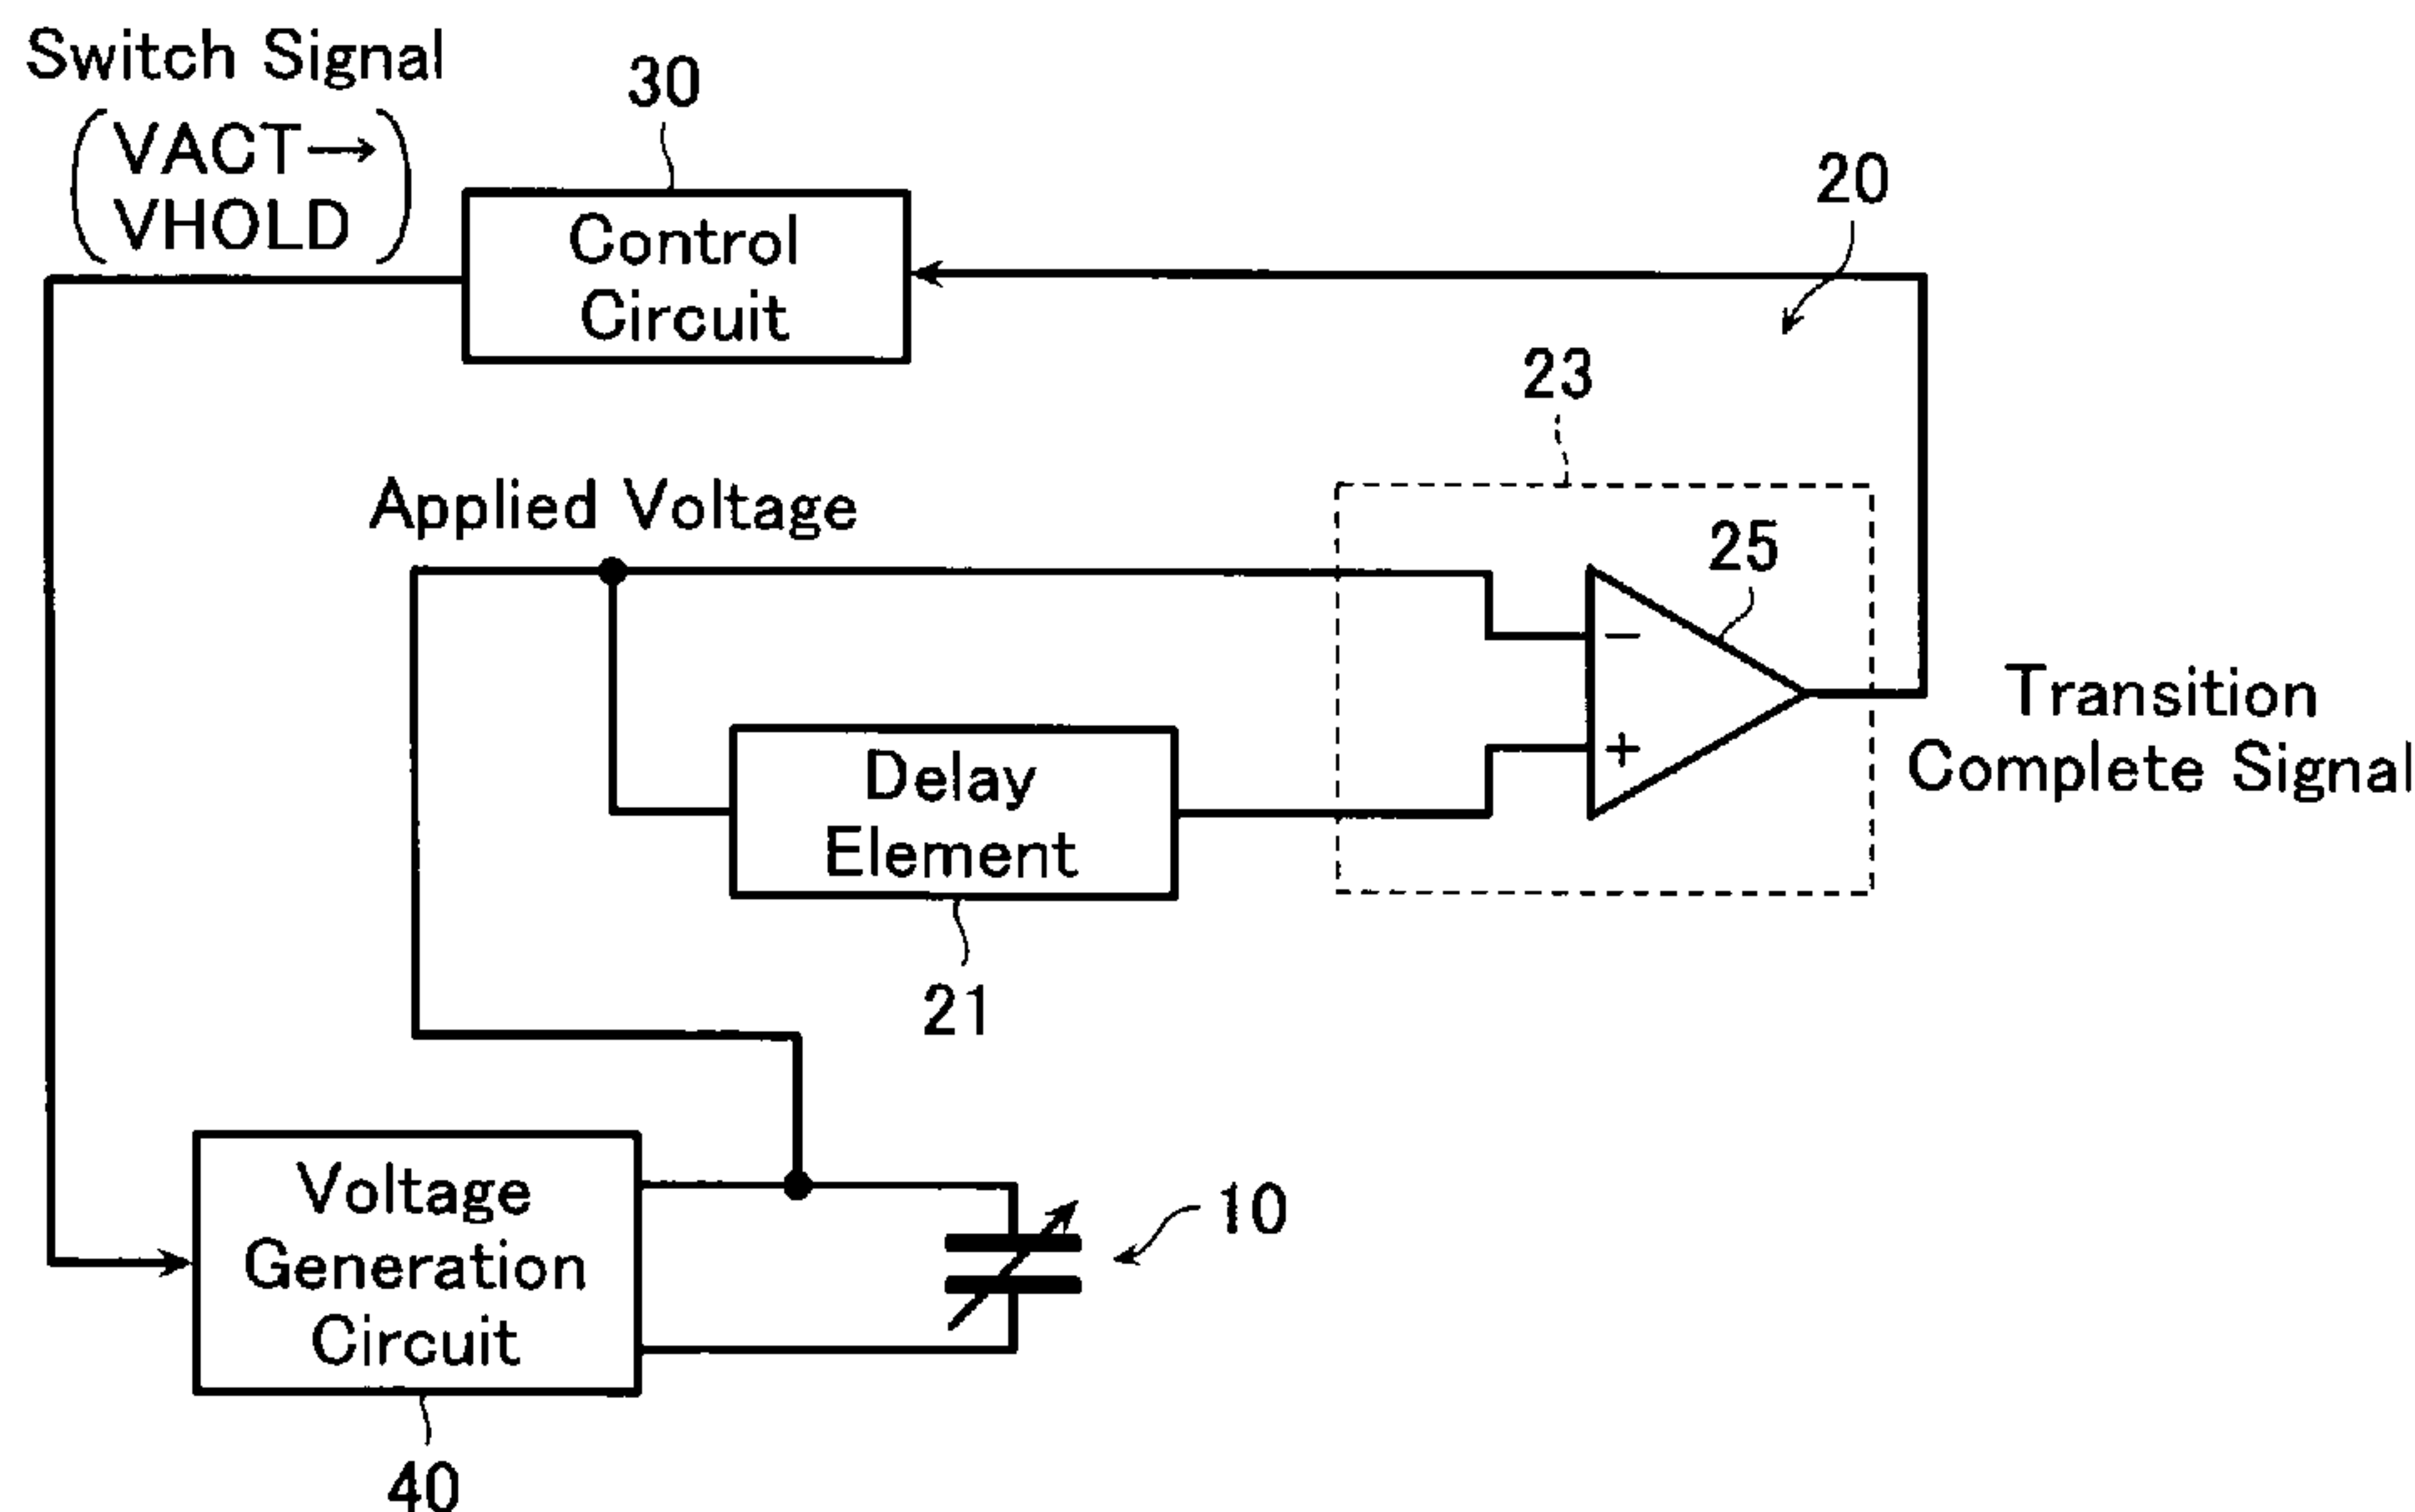 Switch Signal
VACT→
VHOLD
30
Control
Circuit
20
23
Applied Voltage
25
−
+
Transition
Complete Signal
Delay
Element
21
Voltage
Generation
Circuit
10
40